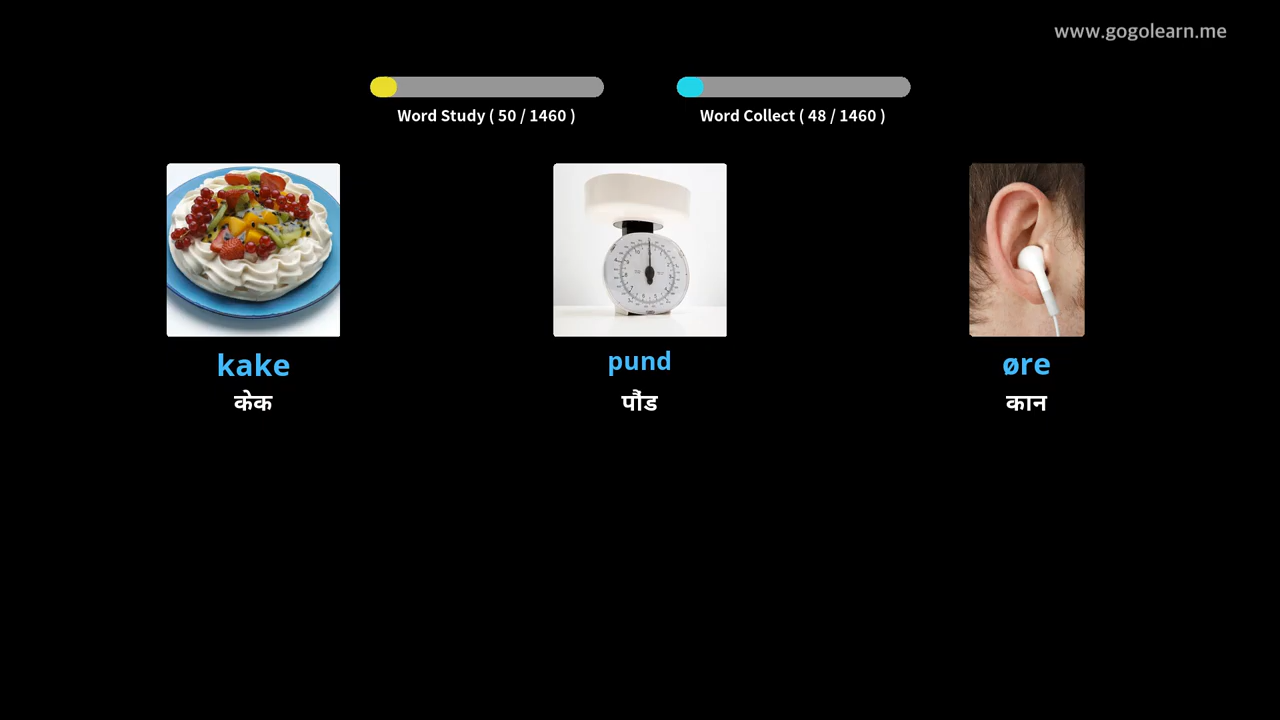 www.gogolearn.me
Word Study ( 50 / 1460 )
Word Collect ( 48 / 1460 )
kake
केक
pund
पौंड
øre
कान